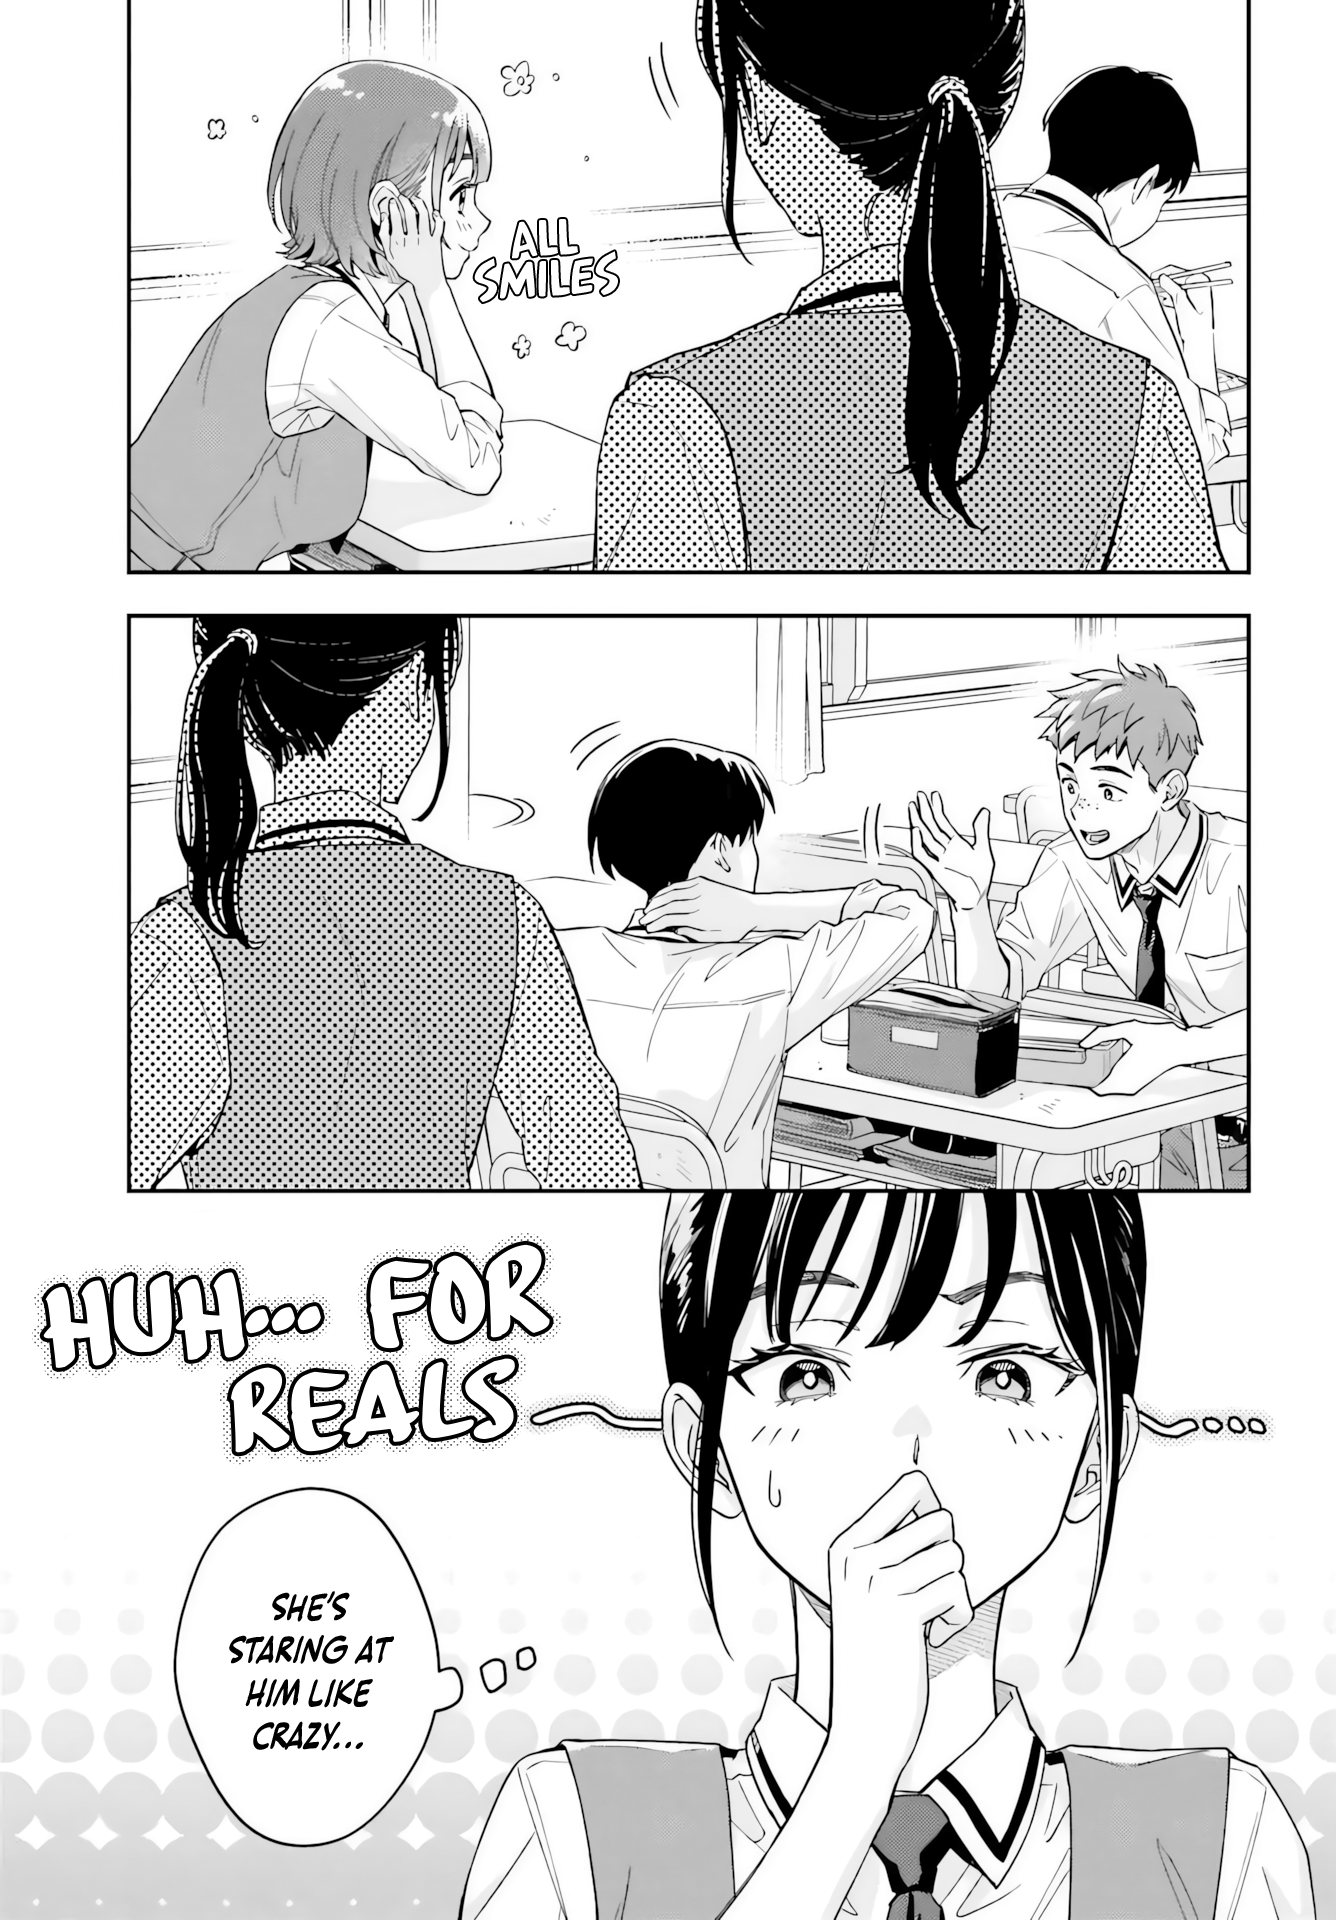 ALL
SMILES
HUH... FOR
REALS
SHE'S
STARING AT
HIM LIKE
CRAZY...